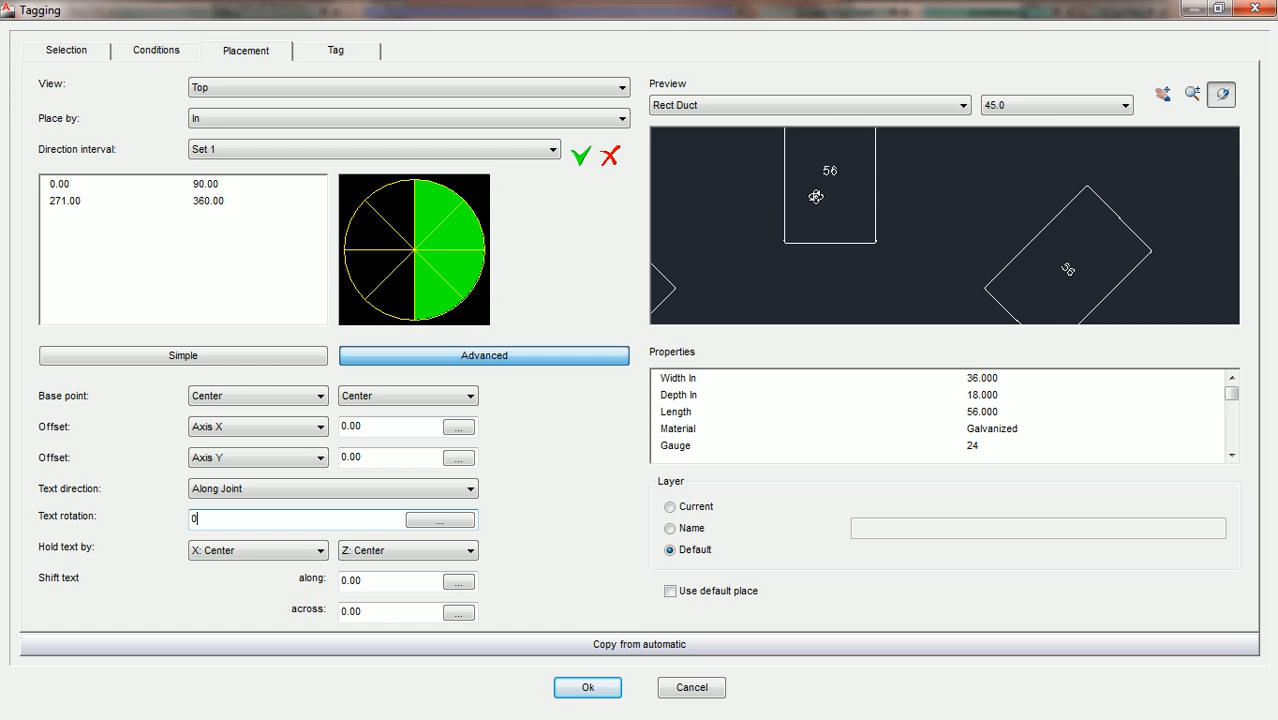 Tagging
Selection
Conditions
Placement
Tag
View:
Top
Place by:
In
Direction interval:
Set 1
0.00 90.00
271.00 360.00
Simple
Advanced
Base point:
Center
Center
Offset:
Axis X
0.00
...
Offset:
Axis Y
0.00
...
Text direction:
Along Joint
Text rotation:
0
...
Hold text by:
X: Center
Z: Center
Shift text
along:
0.00
...
across:
0.00
...
Preview
Rect Duct
45.0
56
56
Properties
Width In 36.000
Depth In 18.000
Length 56.000
Material Galvanized
Gauge 24
Layer
Current
Name
Default
Use default place
Copy from automatic
Ok
Cancel